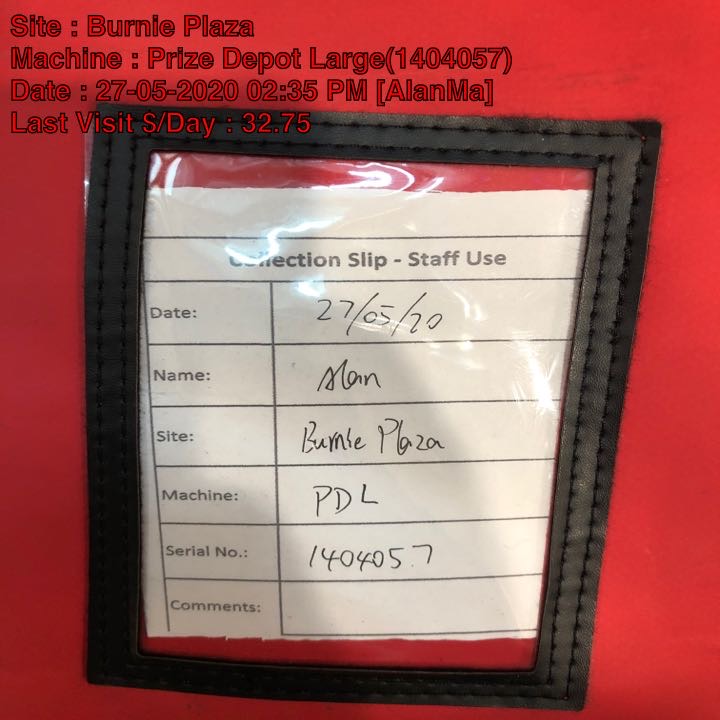 Site : Burnie Plaza
Machine : Prize Depot Large(1404057)
Date : 27-05-2020 02:35 PM [AlanMa]
Last Visit $/Day : 32.75
Collection Slip - Staff Use
Date: 27/05/20
Name: Alan
Site: Burnie Plaza
Machine: PDL
Serial No.: 1404057
Comments: